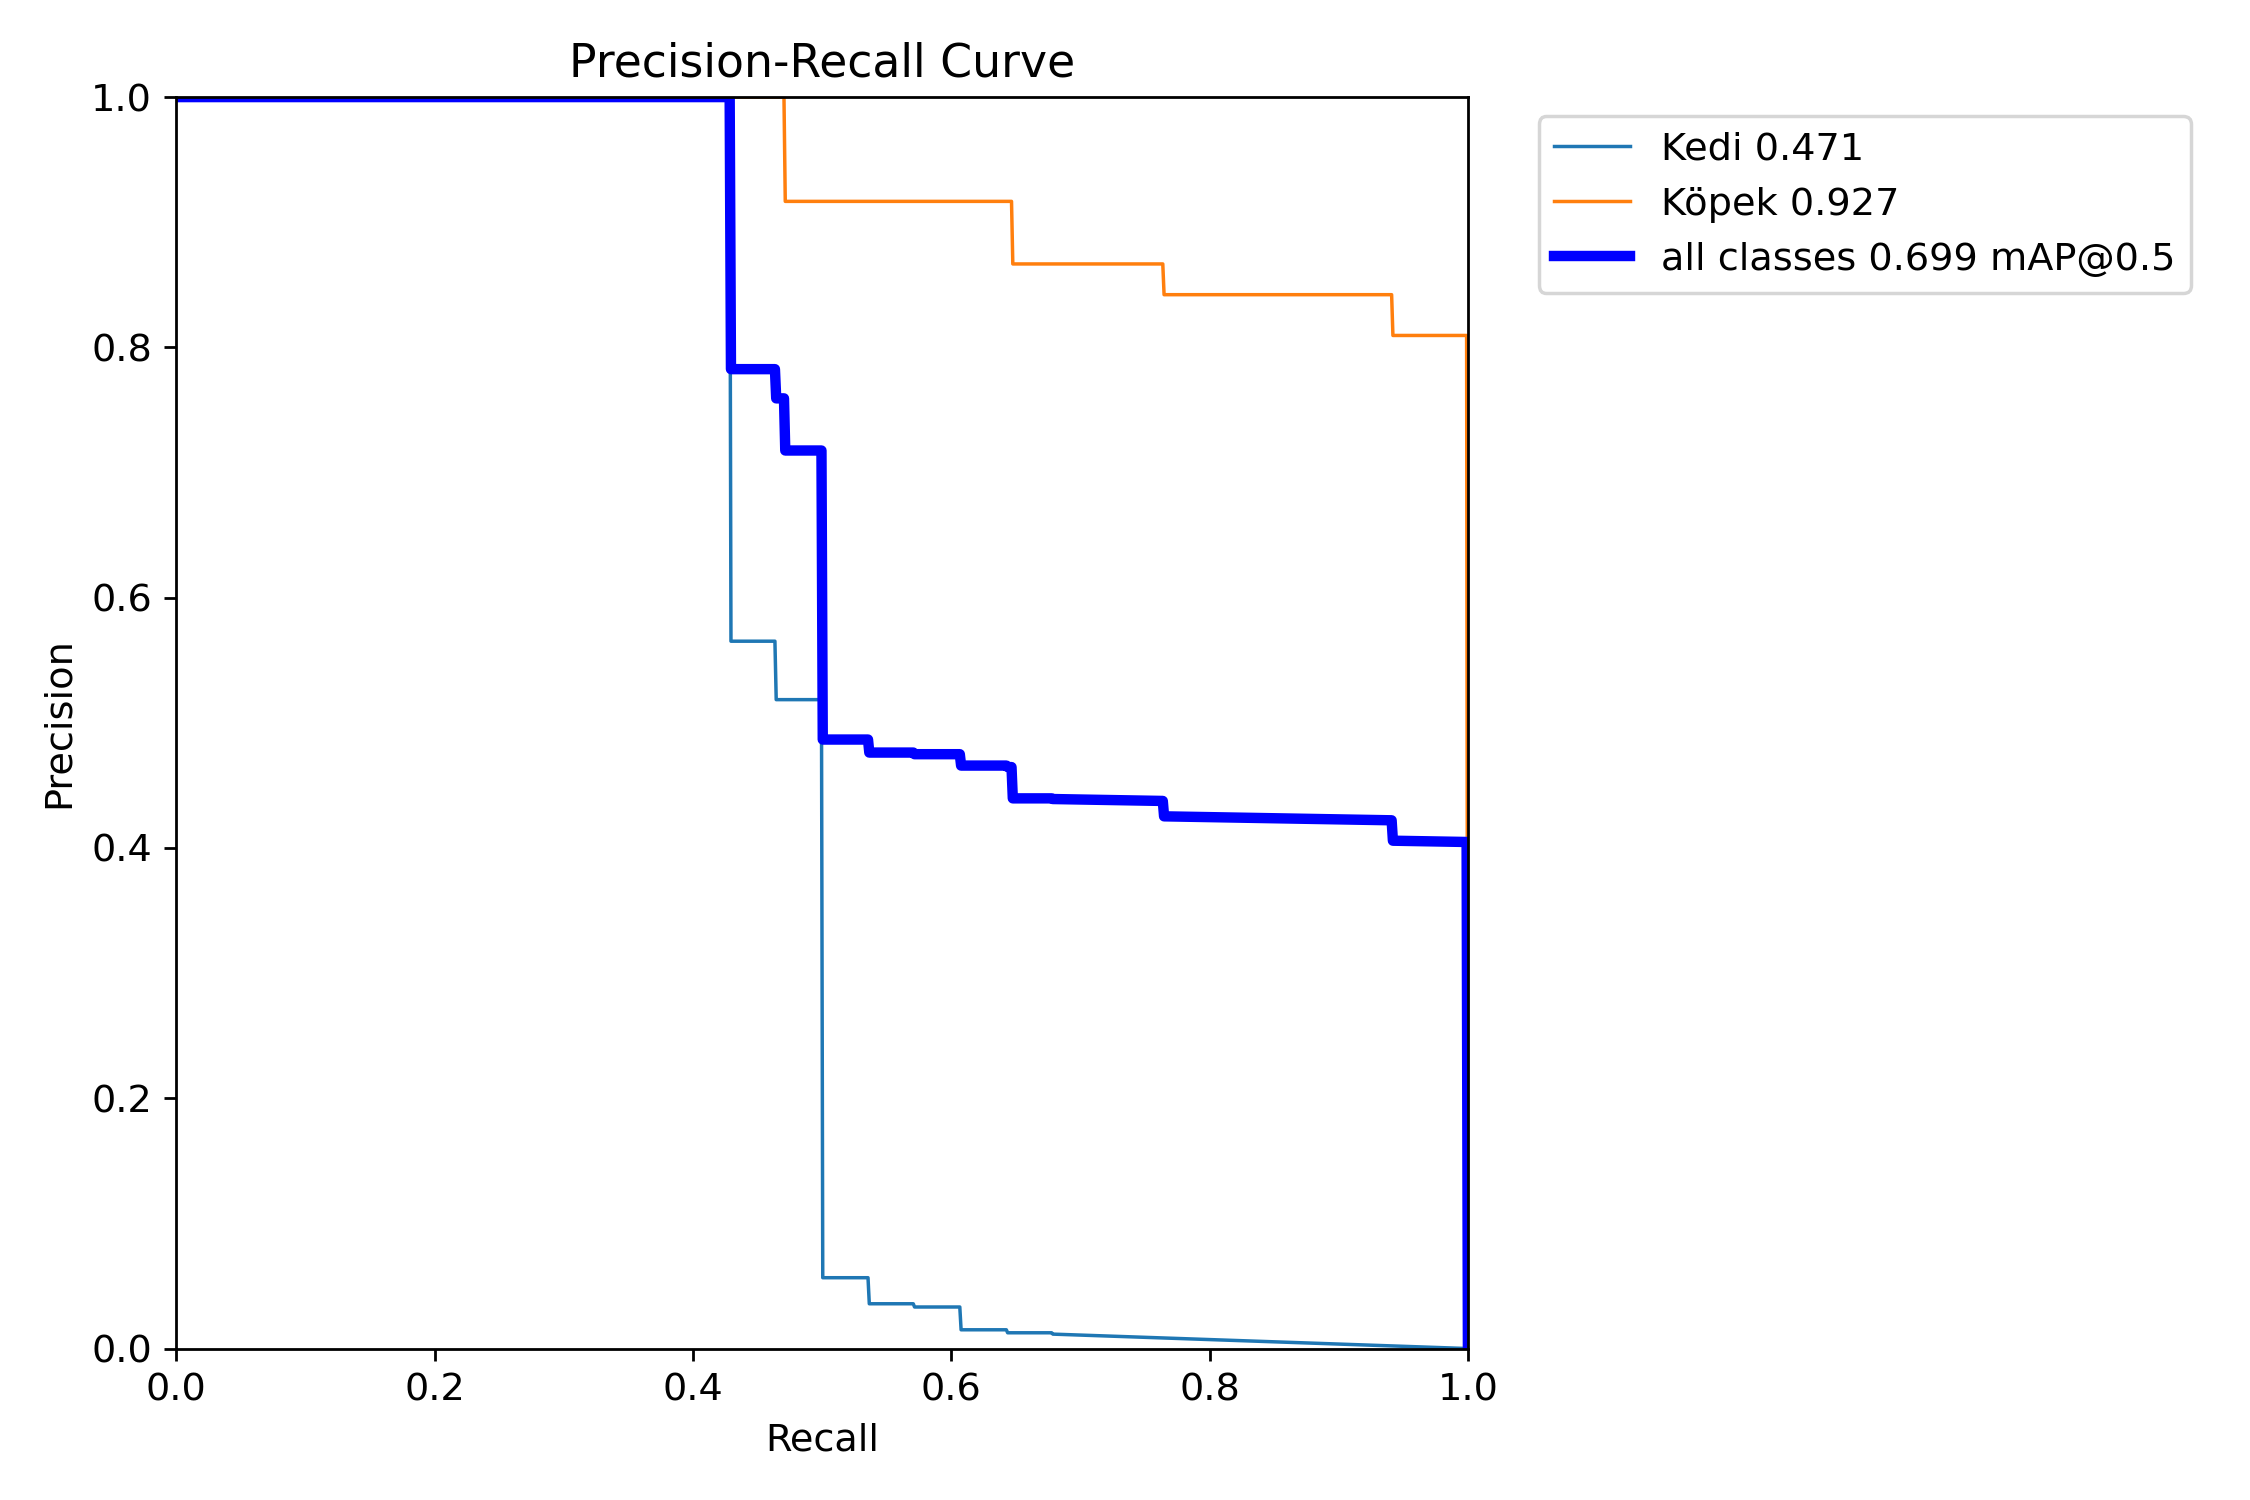 Precision-Recall Curve
Kedi 0.471
Köpek 0.927
all classes 0.699 mAP@0.5
Precision
1.0
0.8
0.6
0.4
0.2
0.0
0.0 0.2 0.4 0.6 0.8 1.0
Recall